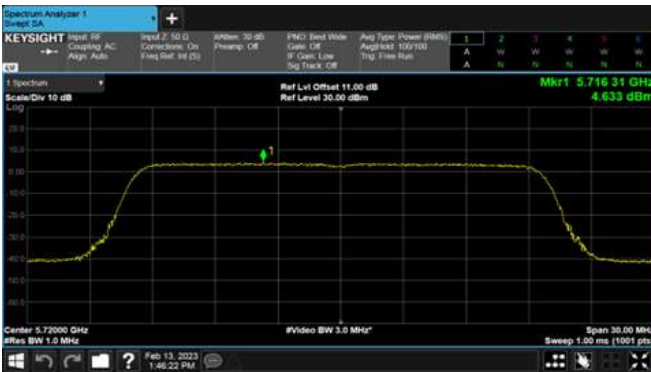 Spectrum Analyzer 1
Swept SA
+
KEYSIGHT
Input: RF
Coupling: AC
Align: Auto
Input Z: 50 Ω
Corrections: On
Freq Ref: Int (S)
#Atten: 30 dB
Preamp: Off
PNO: Best Wide
Gate: Off
IF Gain: Low
Sig Track: Off
Avg Type: Power (RMS)
Avg|Hold: 100/100
Trig: Free Run
1 2 3 4 5 6
A W W W W W
A N N N N N
1 Spectrum
Scale/Div 10 dB
Log
Ref Lvl Offset 11.00 dB
Ref Level 30.00 dBm
Mkr1 5.716 31 GHz
4.633 dBm
20.0
10.0
0.00
-10.0
-20.0
-30.0
-40.0
-50.0
-60.0
1
Center 5.72000 GHz
#Res BW 1.0 MHz
#Video BW 3.0 MHz*
Span 30.00 MHz
Sweep 1.00 ms (1001 pts)
?
Feb 13, 2023
1:46:22 PM